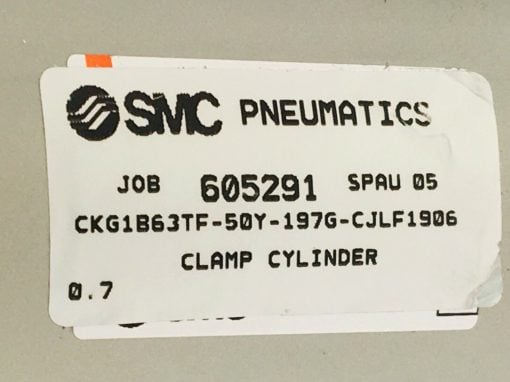 SMC PNEUMATICS
JOB 605291 SPAU 05
CKG1B63TF-50Y-197G-CJLF1906
CLAMP CYLINDER
0.7